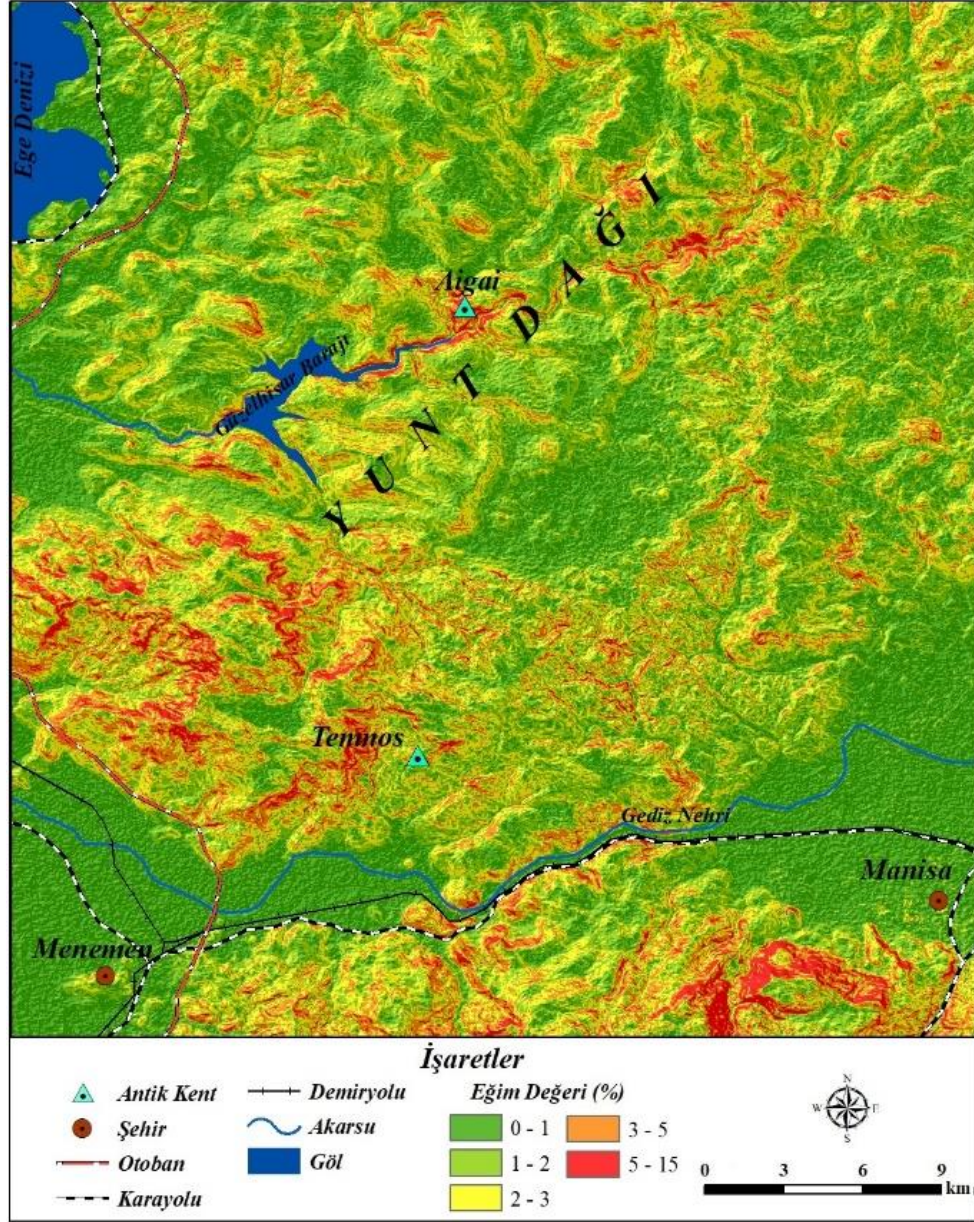 Ege Denizi
Aigai
YUNT DAĞI
Güzelhisar Barajı
Temnos
Gediz Nehri
Manisa
Menemen
İşaretler
Antik Kent
Şehir
Otoban
Karayolu
Demiryolu
Akarsu
Göl
Eğim Değeri (%)
0 - 1
1 - 2
2 - 3
3 - 5
5 - 15
N
W E
S
0 3 6 9
km